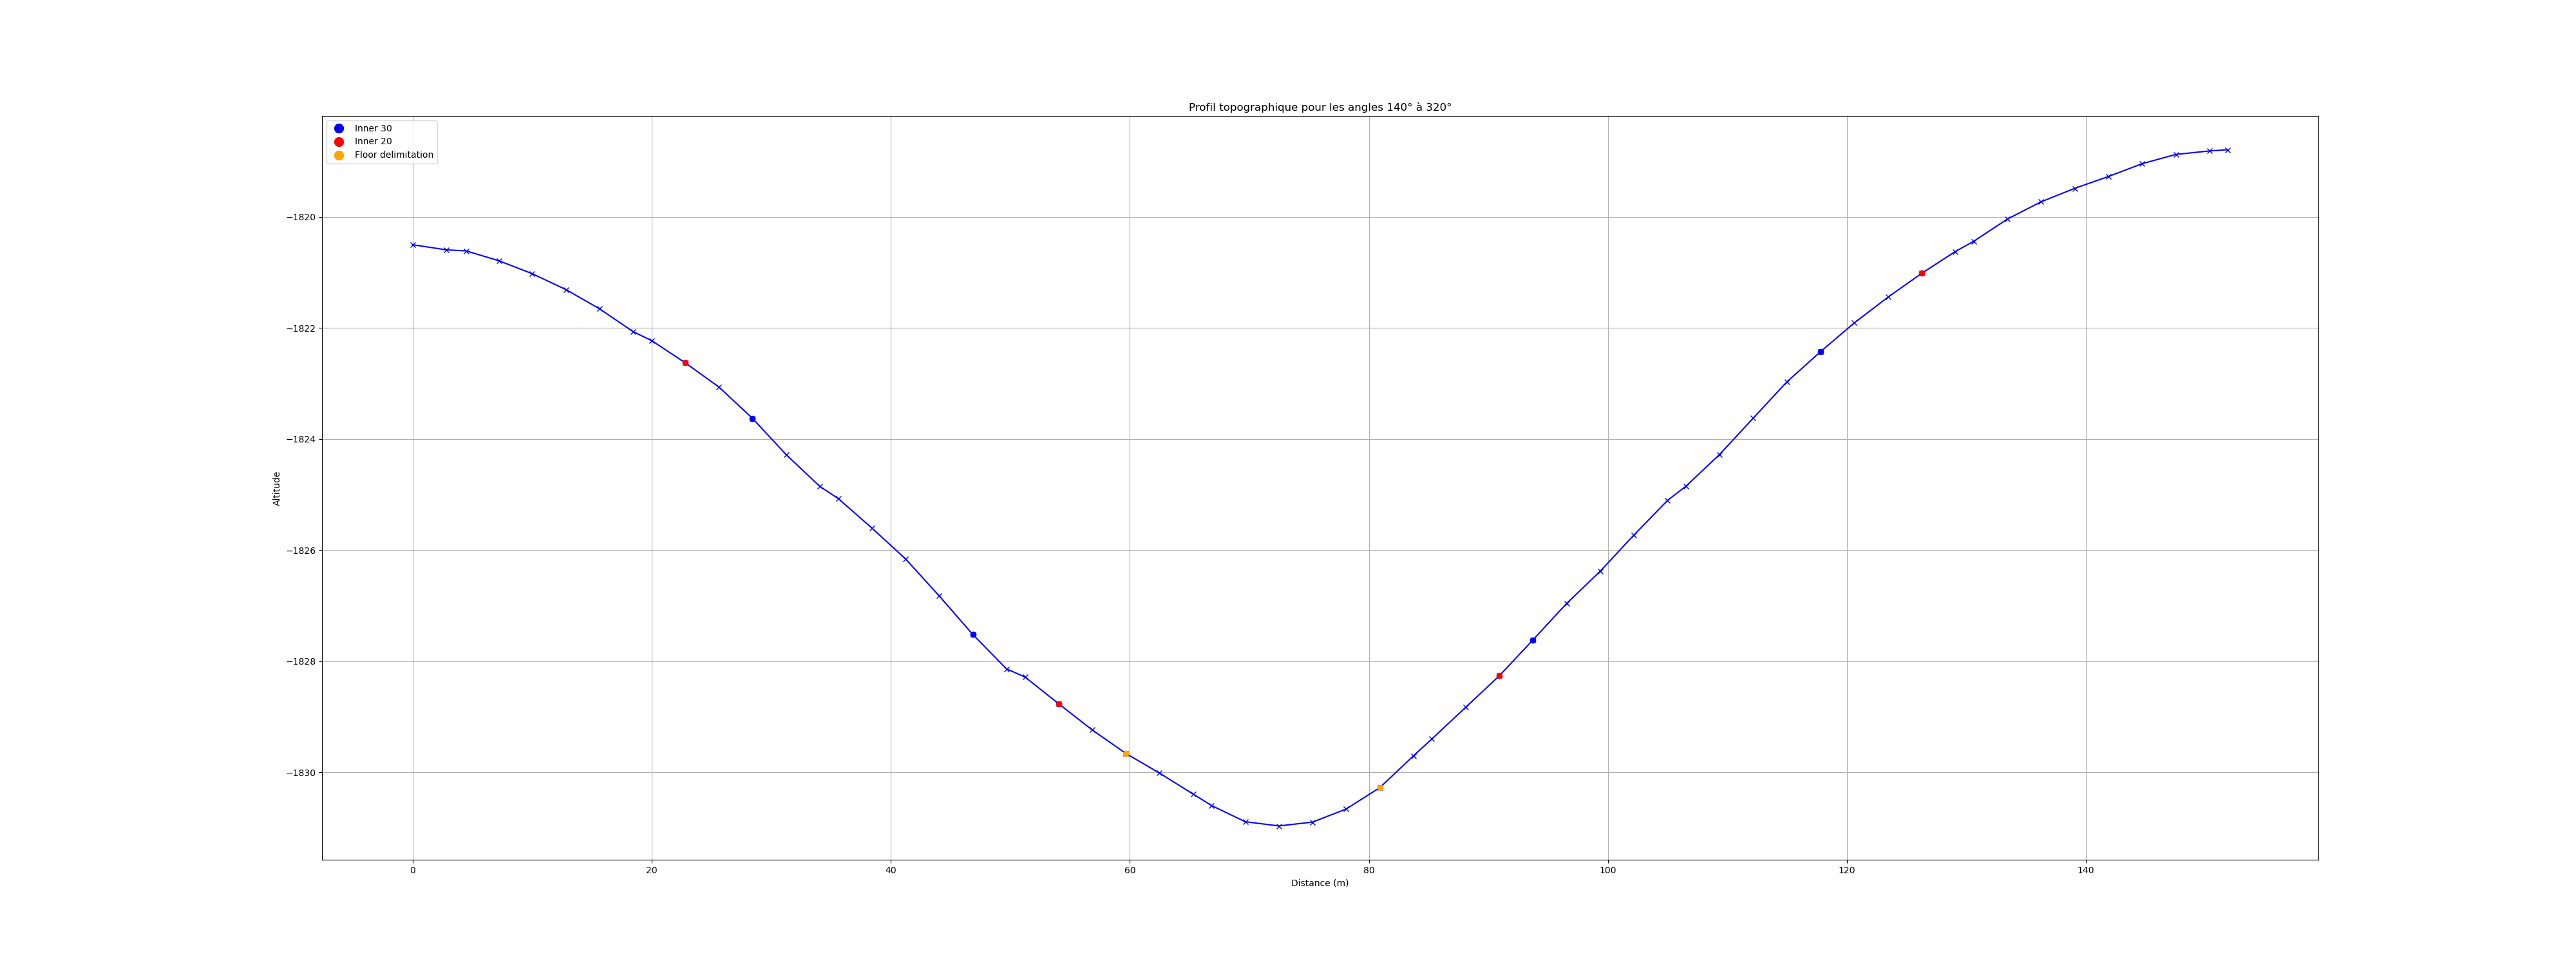 Profil topographique pour les angles 140° à 320°
Inner 30
Inner 20
Floor delimitation
Altitude
−1820
−1822
−1824
−1826
−1828
−1830
0 20 40 60 80 100 120 140
Distance (m)